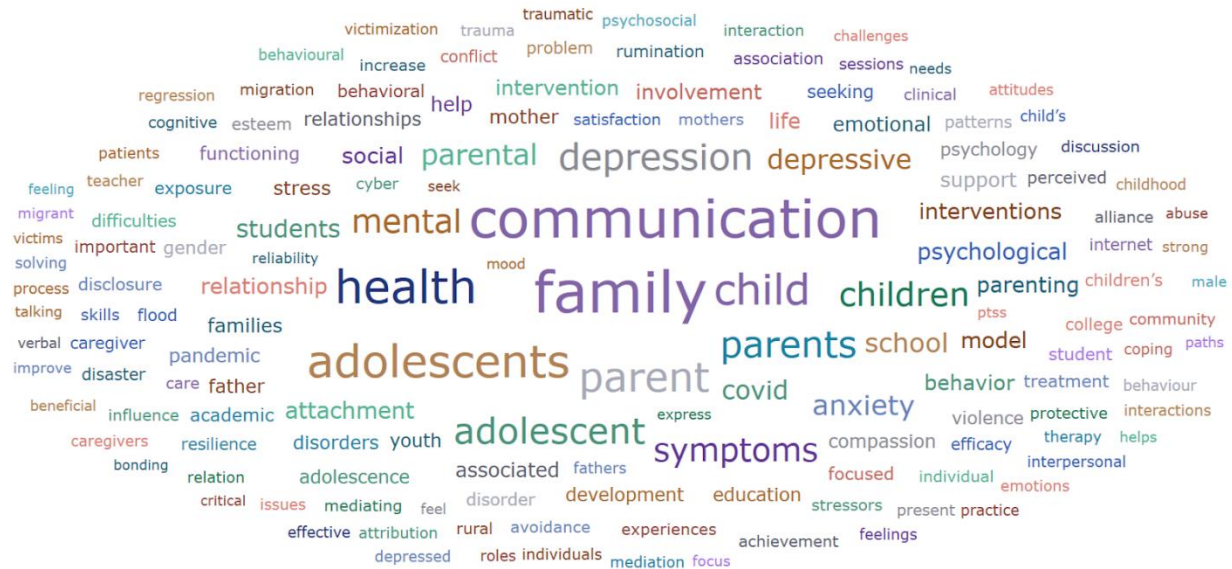 traumatic
victimization trauma psychosocial interaction challenges
behavioural increase conflict problem rumination association sessions needs
regression migration behavioral help intervention involvement seeking clinical attitudes
cognitive esteem relationships mother satisfaction mothers life emotional patterns child's
patients functioning social parental depression depressive psychology discussion
feeling teacher exposure stress cyber seek support perceived childhood
migrant difficulties students mental communication interventions alliance abuse
victims important gender reliability psychological internet strong
solving process disclosure relationship health mood family child children parenting children's male
talking skills flood families ptss college community
verbal caregiver pandemic adolescents parent parents school model student coping paths
improve disaster care father covid behavior treatment behaviour
beneficial influence academic attachment express anxiety violence protective interactions
caregivers resilience disorders youth adolescent symptoms compassion efficacy therapy helps
bonding relation adolescence associated fathers focused individual interpersonal
critical issues mediating feel disorder development education stressors present practice emotions
effective attribution rural avoidance experiences achievement feelings
depressed roles individuals mediation focus